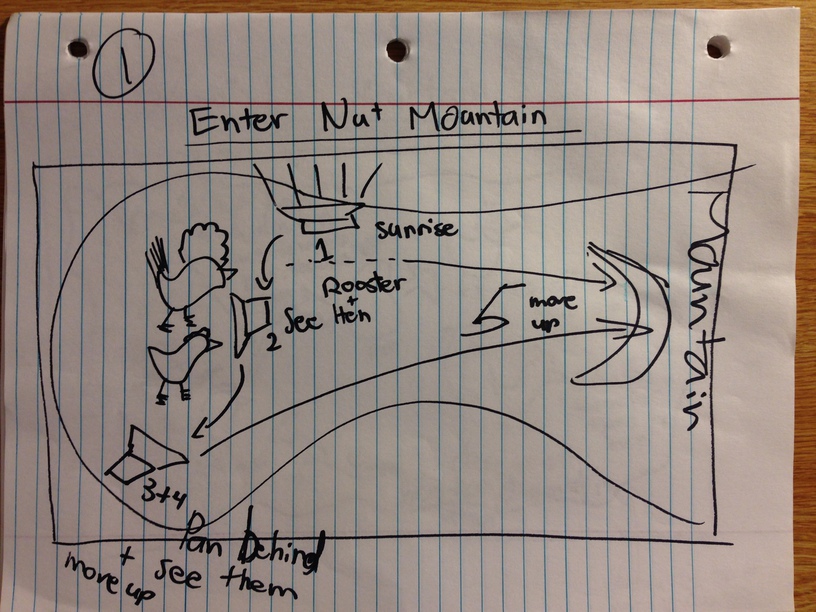 1
Enter Nut Mountain
sunrise
1
Rooster
+
See Hen
2
5 move
up
Mountain
3+4
Pan behind
+ see them
move up